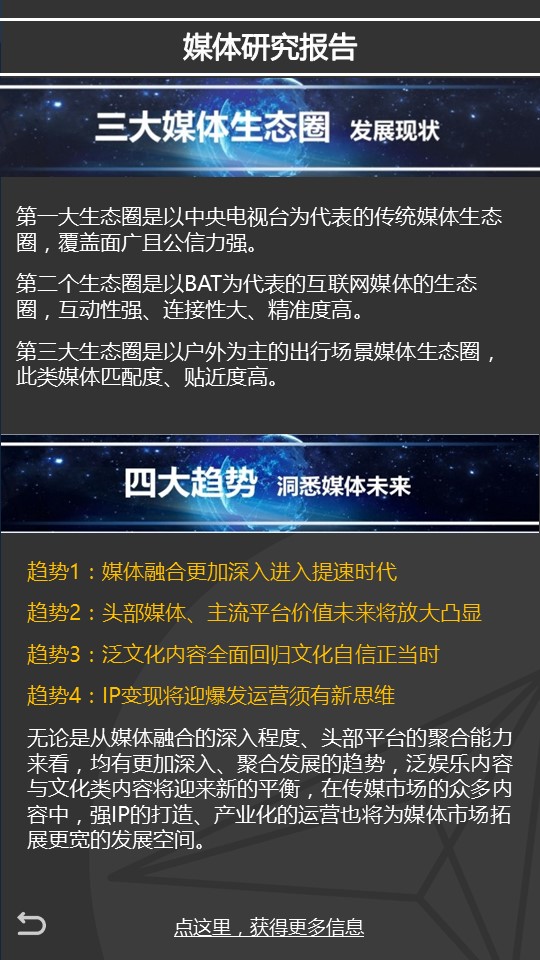 媒体研究报告
三大媒体生态圈 发展现状
第一大生态圈是以中央电视台为代表的传统媒体生态
圈，覆盖面广且公信力强。
第二个生态圈是以BAT为代表的互联网媒体的生态
圈，互动性强、连接性大、精准度高。
第三大生态圈是以户外为主的出行场景媒体生态圈，
此类媒体匹配度、贴近度高。
四大趋势 洞悉媒体未来
趋势1：媒体融合更加深入进入提速时代
趋势2：头部媒体、主流平台价值未来将放大凸显
趋势3：泛文化内容全面回归文化自信正当时
趋势4：IP变现将迎爆发运营须有新思维
无论是从媒体融合的深入程度、头部平台的聚合能力
来看，均有更加深入、聚合发展的趋势，泛娱乐内容
与文化类内容将迎来新的平衡，在传媒市场的众多内
容中，强IP的打造、产业化的运营也将为媒体市场拓
展更宽的发展空间。
点这里，获得更多信息